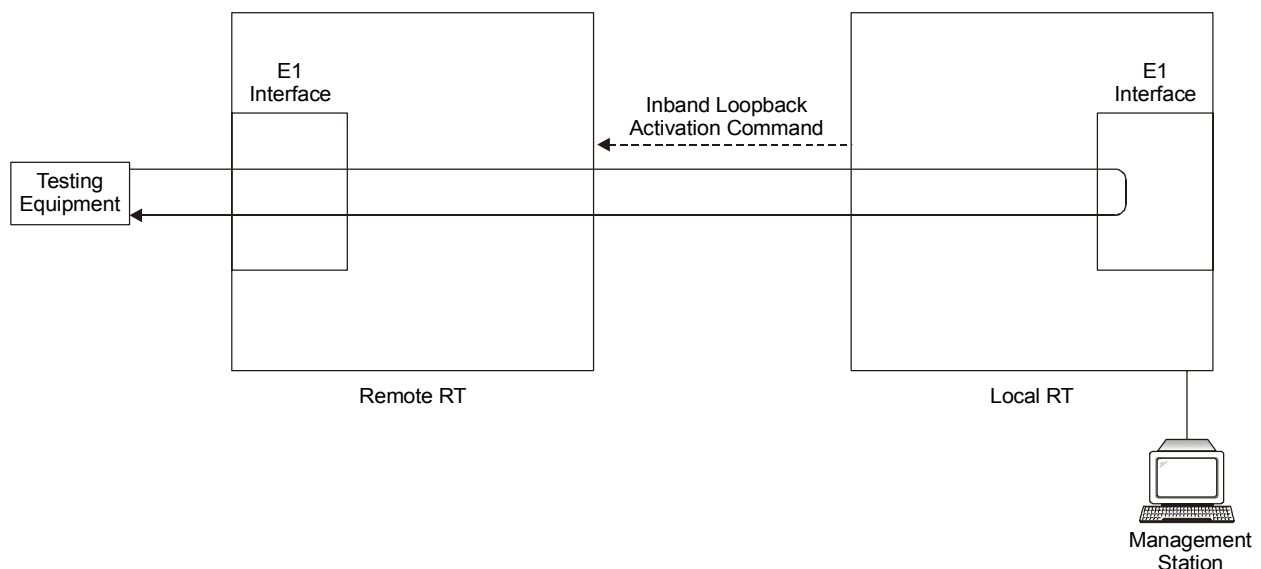 E1
Interface
E1
Interface
Inband Loopback
Activation Command
Testing
Equipment
Remote RT
Local RT
Management
Station